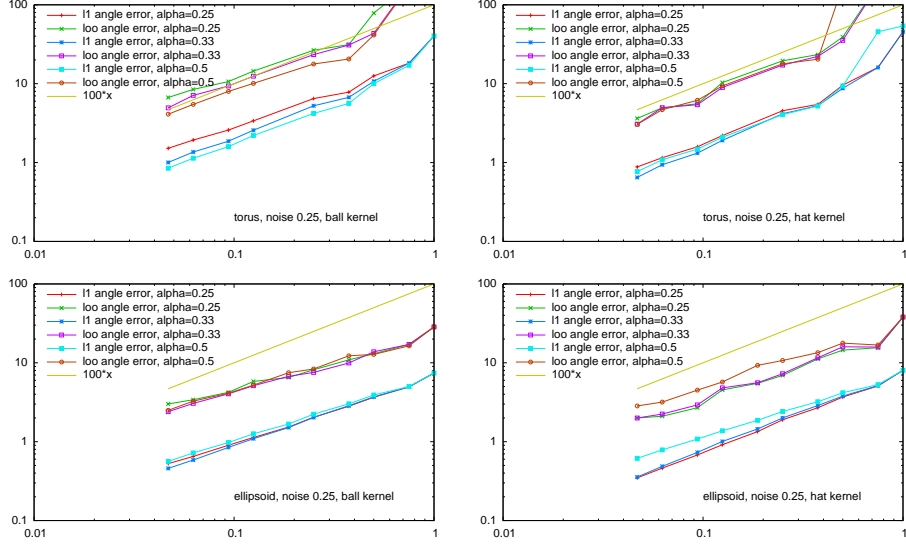 100
10
1
0.1
0.01
0.1
1
l1 angle error, alpha=0.25
loo angle error, alpha=0.25
l1 angle error, alpha=0.33
loo angle error, alpha=0.33
l1 angle error, alpha=0.5
loo angle error, alpha=0.5
100*x
torus, noise 0.25, ball kernel
100
10
1
0.1
0.01
0.1
1
l1 angle error, alpha=0.25
loo angle error, alpha=0.25
l1 angle error, alpha=0.33
loo angle error, alpha=0.33
l1 angle error, alpha=0.5
loo angle error, alpha=0.5
100*x
torus, noise 0.25, hat kernel
100
10
1
0.1
0.01
0.1
1
l1 angle error, alpha=0.25
loo angle error, alpha=0.25
l1 angle error, alpha=0.33
loo angle error, alpha=0.33
l1 angle error, alpha=0.5
loo angle error, alpha=0.5
100*x
ellipsoid, noise 0.25, ball kernel
100
10
1
0.1
0.01
0.1
1
l1 angle error, alpha=0.25
loo angle error, alpha=0.25
l1 angle error, alpha=0.33
loo angle error, alpha=0.33
l1 angle error, alpha=0.5
loo angle error, alpha=0.5
100*x
ellipsoid, noise 0.25, hat kernel